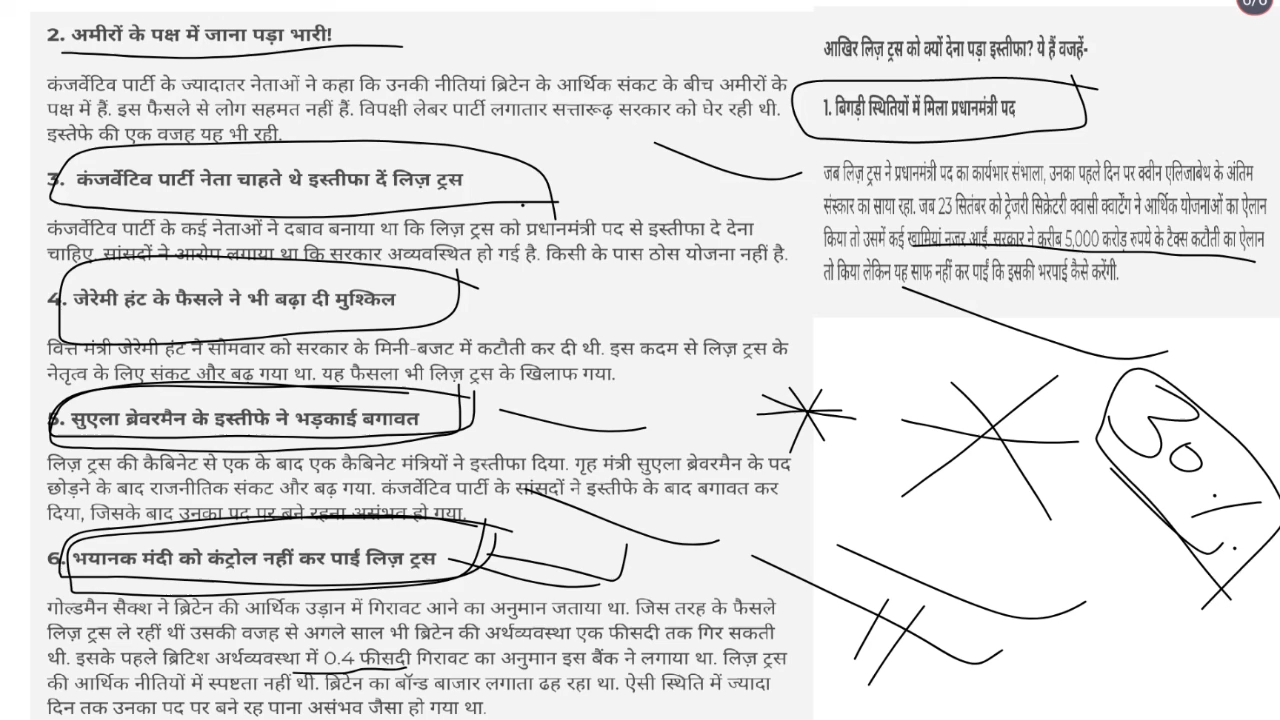 6/6
आखिर लिज़ ट्रस को क्यों देना पड़ा इस्तीफा? ये हैं वजहें-
1. बिगड़ी स्थितियों में मिला प्रधानमंत्री पद
जब लिज़ ट्रस ने प्रधानमंत्री पद का कार्यभार संभाला, उनका पहले दिन पर क्वीन एलिजाबेथ के अंतिम
संस्कार का साया रहा. जब 23 सितंबर को ट्रेजरी सिक्रेटरी क्वासी क्वार्टेंग ने आर्थिक योजनाओं का ऐलान
किया तो उसमें कई खामियां नजर आईं. सरकार ने करीब 5,000 करोड़ रुपये के टैक्स कटौती का ऐलान
तो किया लेकिन यह साफ नहीं कर पाईं कि इसकी भरपाई कैसे करेंगी.
2. अमीरों के पक्ष में जाना पड़ा भारी!
कंजर्वेटिव पार्टी के ज्यादातर नेताओं ने कहा कि उनकी नीतियां ब्रिटेन के आर्थिक संकट के बीच अमीरों के
पक्ष में हैं. इस फैसले से लोग सहमत नहीं हैं. विपक्षी लेबर पार्टी लगातार सत्तारूढ़ सरकार को घेर रही थी.
इस्तेफे की एक वजह यह भी रही.
3. कंजर्वेटिव पार्टी नेता चाहते थे इस्तीफा दें लिज़ ट्रस
कंजर्वेटिव पार्टी के कई नेताओं ने दबाव बनाया था कि लिज़ ट्रस को प्रधानमंत्री पद से इस्तीफा दे देना
चाहिए. सांसदों ने आरोप लगाया था कि सरकार अव्यवस्थित हो गई है. किसी के पास ठोस योजना नहीं है.
4. जेरेमी हंट के फैसले ने भी बढ़ा दी मुश्किल
वित्त मंत्री जेरेमी हंट ने सोमवार को सरकार के मिनी-बजट में कटौती कर दी थी. इस कदम से लिज़ ट्रस के
नेतृत्व के लिए संकट और बढ़ गया था. यह फैसला भी लिज़ ट्रस के खिलाफ गया.
5. सुएला ब्रेवरमैन के इस्तीफे ने भड़काई बगावत
लिज़ ट्रस की कैबिनेट से एक के बाद एक कैबिनेट मंत्रियों ने इस्तीफा दिया. गृह मंत्री सुएला ब्रेवरमैन के पद
छोड़ने के बाद राजनीतिक संकट और बढ़ गया. कंजर्वेटिव पार्टी के सांसदों ने इस्तीफे के बाद बगावत कर
दिया, जिसके बाद उनका पद पर बने रहना असंभव हो गया.
6. भयानक मंदी को कंट्रोल नहीं कर पाईं लिज़ ट्रस
गोल्डमैन सैक्श ने ब्रिटेन की आर्थिक उड़ान में गिरावट आने का अनुमान जताया था. जिस तरह के फैसले
लिज़ ट्रस ले रहीं थीं उसकी वजह से अगले साल भी ब्रिटेन की अर्थव्यवस्था एक फीसदी तक गिर सकती
थी. इसके पहले ब्रिटिश अर्थव्यवस्था में 0.4 फीसदी गिरावट का अनुमान इस बैंक ने लगाया था. लिज़ ट्रस
की आर्थिक नीतियों में स्पष्टता नहीं थी. ब्रिटेन का बॉन्ड बाजार लगाता ढह रहा था. ऐसी स्थिति में ज्यादा
दिन तक उनका पद पर बने रह पाना असंभव जैसा हो गया था.